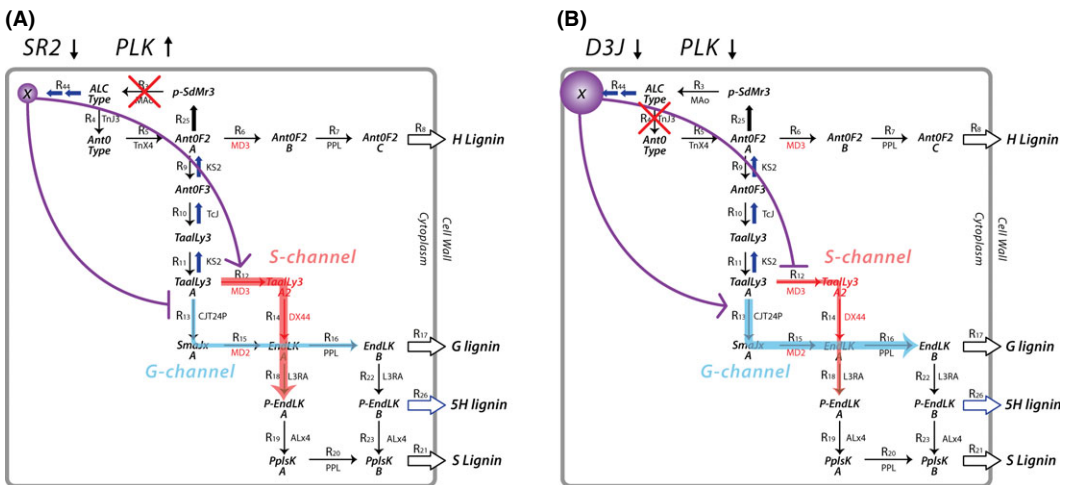 (A)
SR2 PLK
X
R44
ALC Type
R3
MAo
p-SdMr3
R4 TnJ3
R25
Ant0 Type
R5
TnX4
Ant0F2 A
R6
MD3
Ant0F2 B
R7
PPL
Ant0F2 C
R8
H Lignin
R9 KS2
Ant0F3
R10 TcJ
TaalLy3
R11 KS2
S-channel
TaalLy3 A
R12
MD3
TaalLy3 A2
R13 CJT24P
R14 DX44
SmaJx A
R15
MD2
EndLK A
R16
PPL
EndLK B
R17
G lignin
G-channel
R18 L3RA
R22 L3RA
P-EndLK A
P-EndLK B
R26
5H lignin
R19 ALx4
R23 ALx4
PplsK A
R20
PPL
PplsK B
R21
S Lignin
Cytoplasm
Cell Wall
(B)
D3J PLK
X
R44
ALC Type
R3
MAo
p-SdMr3
R4 TnJ3
R25
Ant0 Type
R5
TnX4
Ant0F2 A
R6
MD3
Ant0F2 B
R7
PPL
Ant0F2 C
R8
H Lignin
R9 KS2
Ant0F3
R10 TcJ
TaalLy3
R11 KS2
S-channel
TaalLy3 A
R12
MD3
TaalLy3 A2
R13 CJT24P
R14 DX44
SmaJx A
R15
MD2
EndLK A
R16
PPL
EndLK B
R17
G lignin
G-channel
R18 L3RA
R22 L3RA
P-EndLK A
P-EndLK B
R26
5H lignin
R19 ALx4
R23 ALx4
PplsK A
R20
PPL
PplsK B
R21
S Lignin
Cytoplasm
Cell Wall